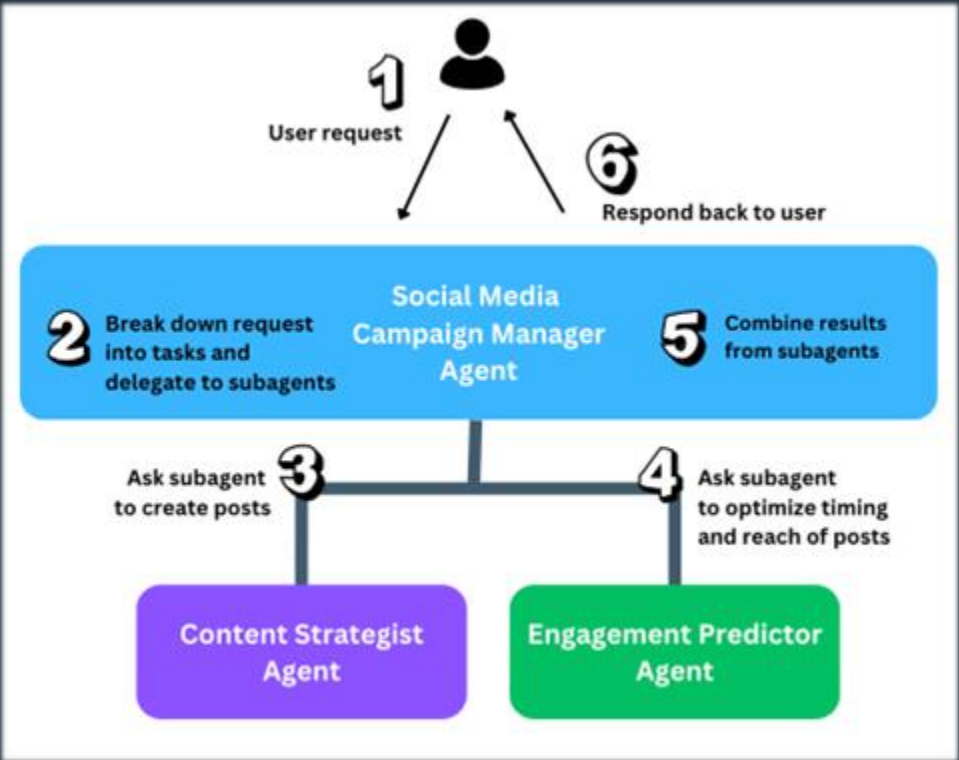 1
User request
6
Respond back to user
Social Media
Campaign Manager
Agent
2
Break down request
into tasks and
delegate to subagents
5
Combine results
from subagents
3
Ask subagent
to create posts
4
Ask subagent
to optimize timing
and reach of posts
Content Strategist
Agent
Engagement Predictor
Agent